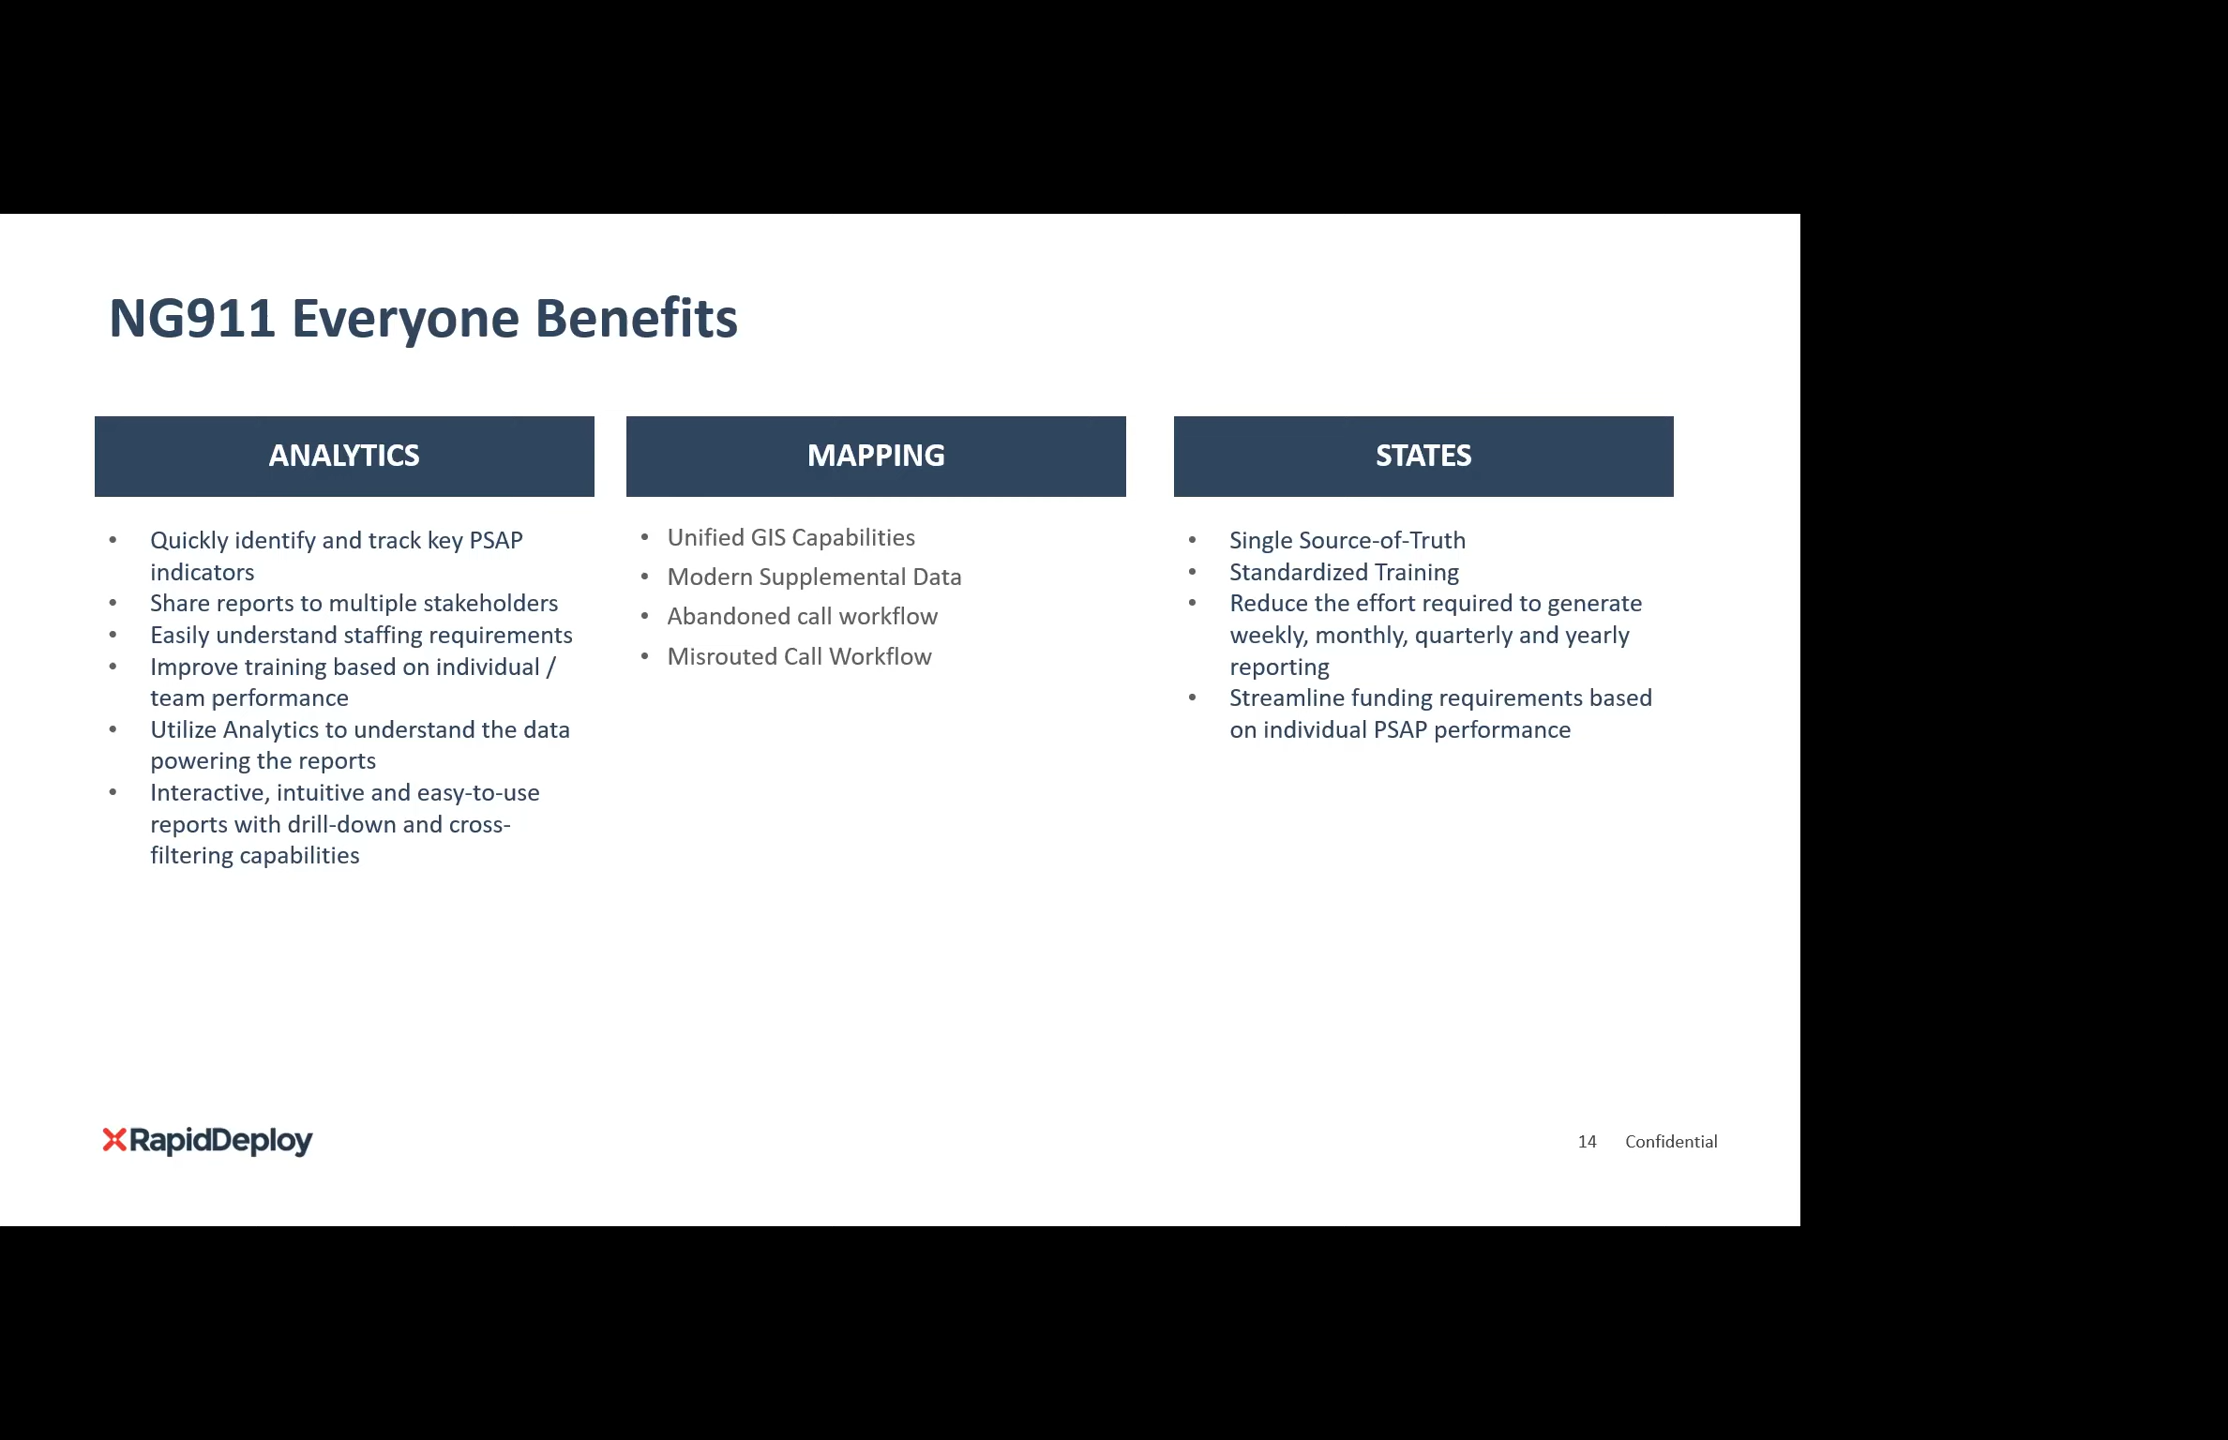 NG911 Everyone Benefits
ANALYTICS
• Quickly identify and track key PSAP
indicators
• Share reports to multiple stakeholders
• Easily understand staffing requirements
• Improve training based on individual /
team performance
• Utilize Analytics to understand the data
powering the reports
• Interactive, intuitive and easy-to-use
reports with drill-down and cross-
filtering capabilities
MAPPING
• Unified GIS Capabilities
• Modern Supplemental Data
• Abandoned call workflow
• Misrouted Call Workflow
STATES
• Single Source-of-Truth
• Standardized Training
• Reduce the effort required to generate
weekly, monthly, quarterly and yearly
reporting
• Streamline funding requirements based
on individual PSAP performance
RapidDeploy
14 Confidential